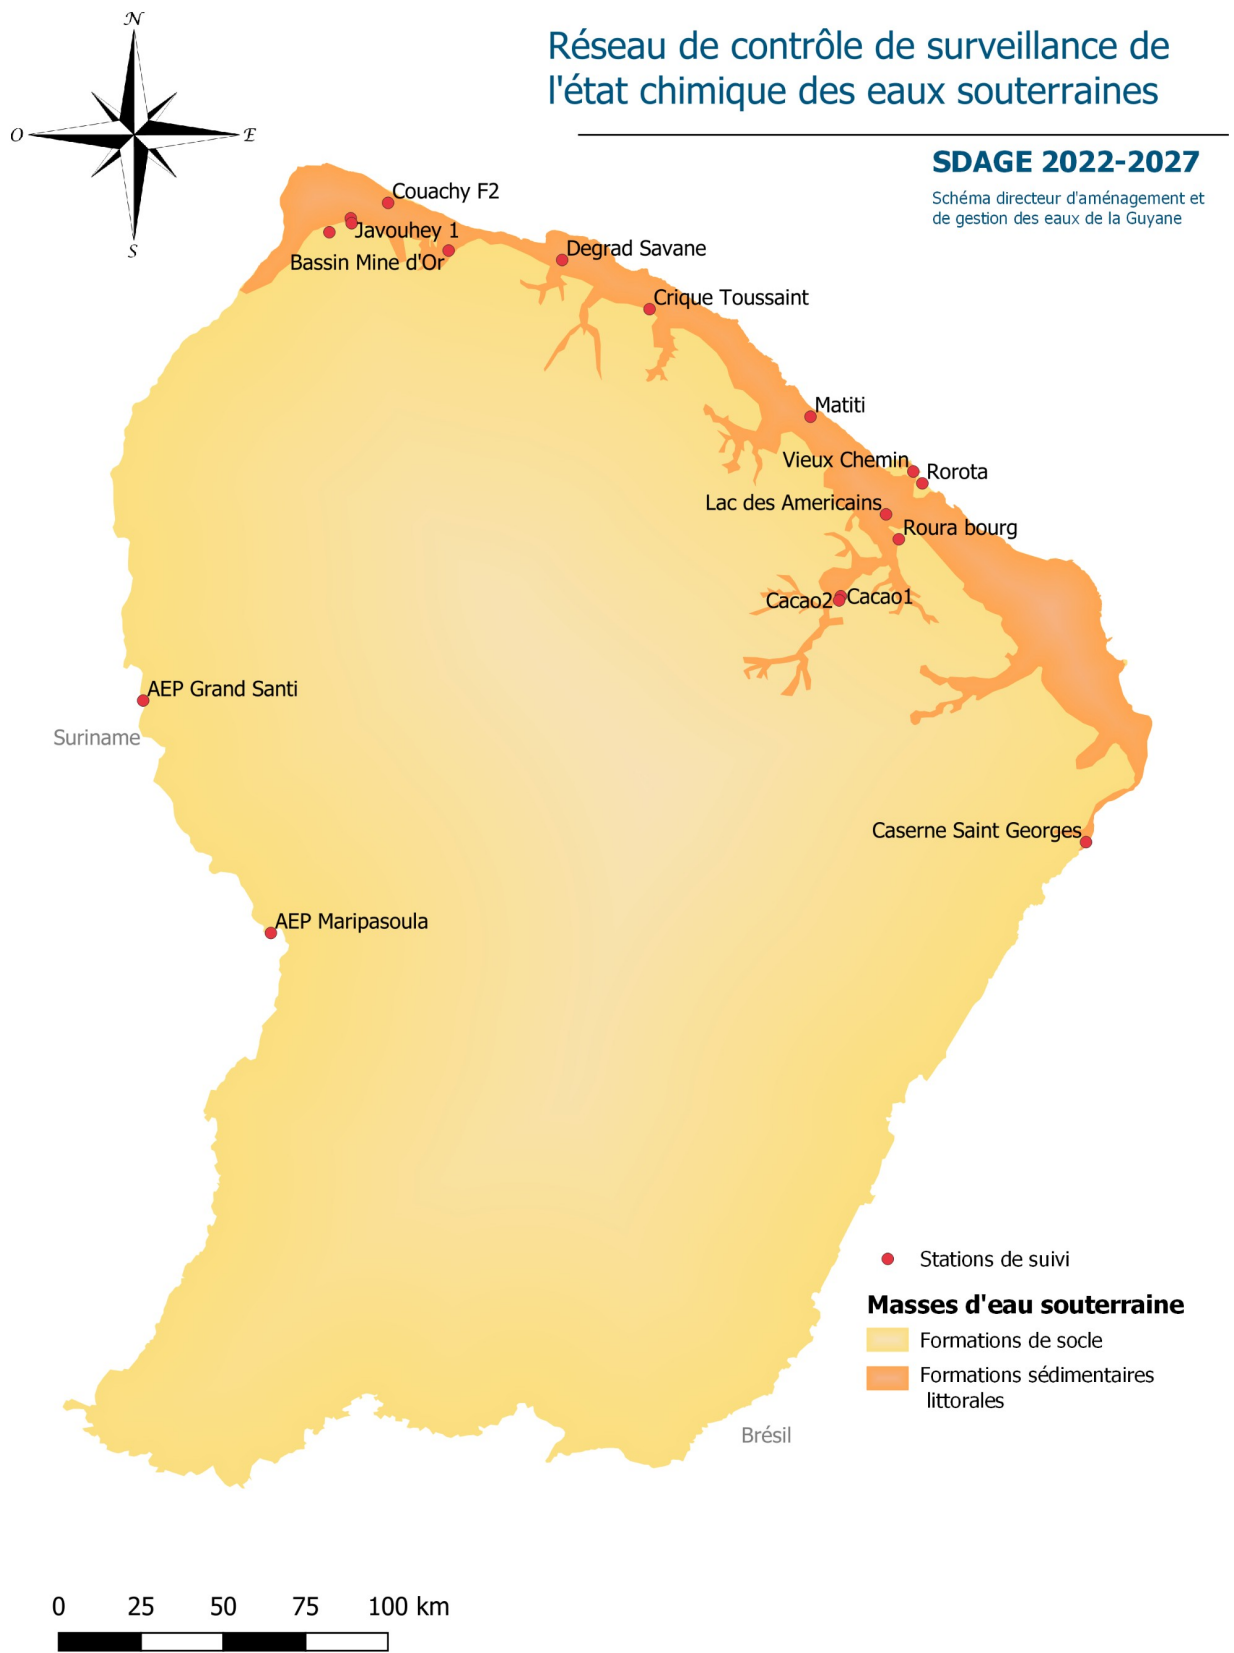 N
O
E
S
Réseau de contrôle de surveillance de
l'état chimique des eaux souterraines
SDAGE 2022-2027
Schéma directeur d'aménagement et
de gestion des eaux de la Guyane
Couachy F2
Javouhey 1
Bassin Mine d'Or
Degrad Savane
Crique Toussaint
Matiti
Vieux Chemin
Rorota
Lac des Americains
Roura bourg
Cacao2
Cacao1
AEP Grand Santi
Suriname
Caserne Saint Georges
AEP Maripasoula
Stations de suivi
Masses d'eau souterraine
Formations de socle
Formations sédimentaires
littorales
Brésil
0 25 50 75 100 km